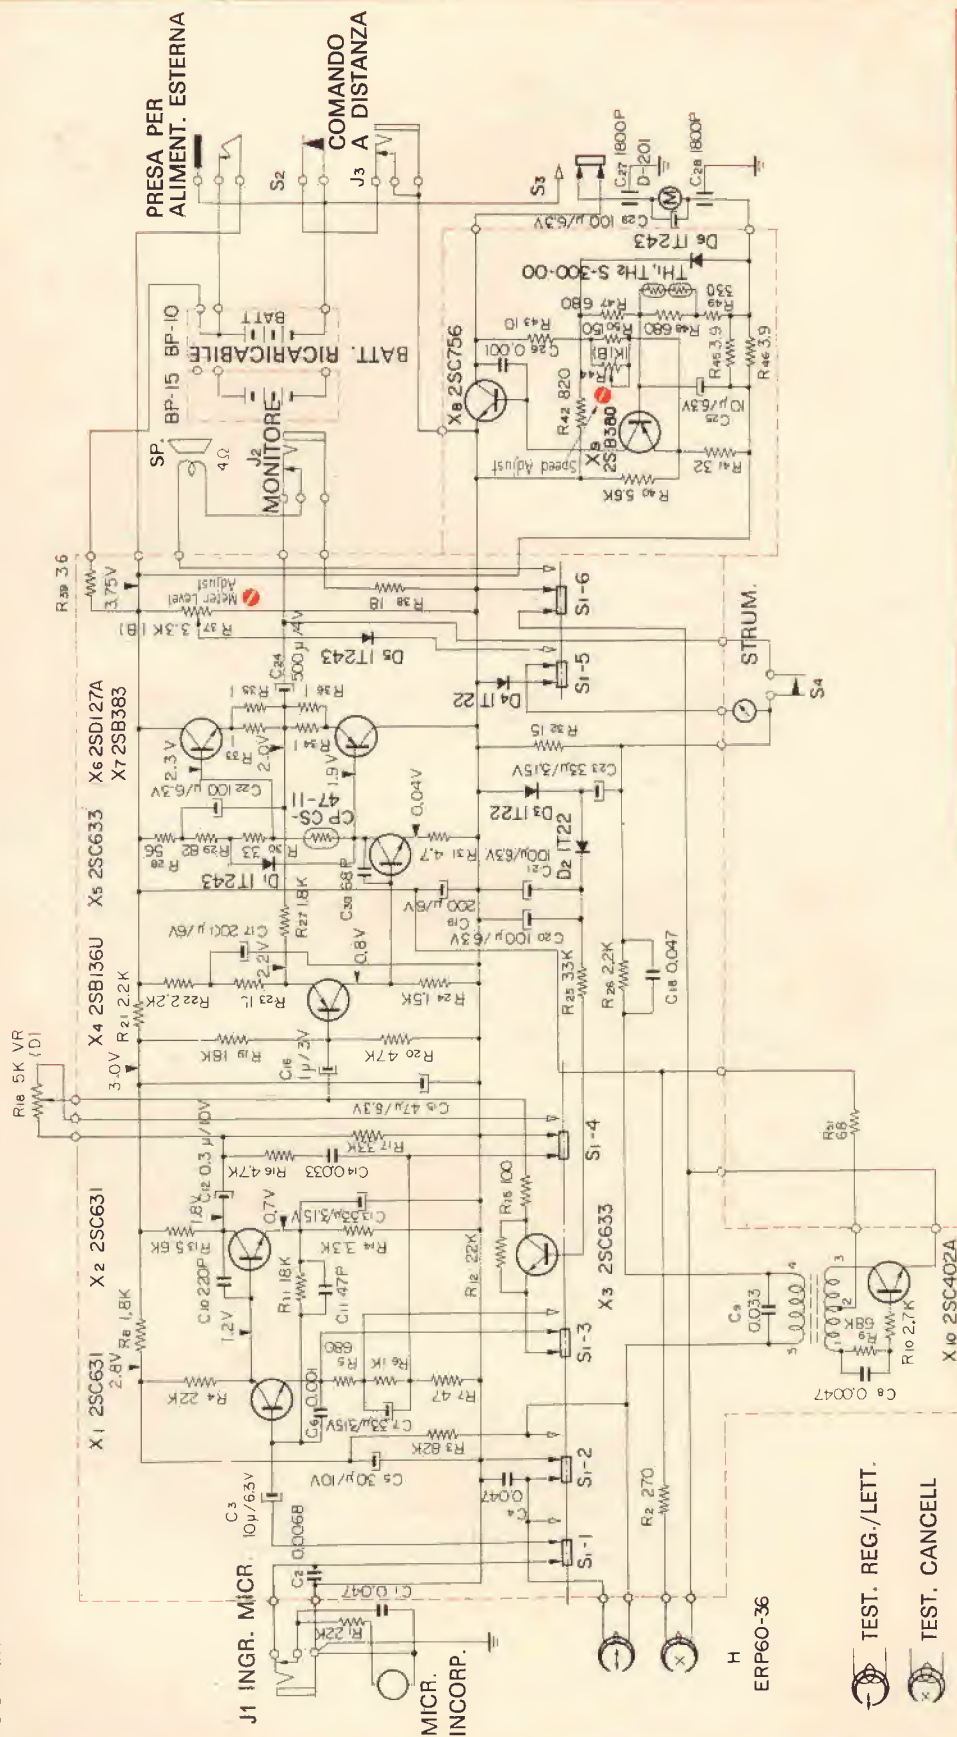 PRESA PER
ALIMENT. ESTERNA
S2
COMANDO
A DISTANZA
J3
BP-15 BP-10
BATT
BATT. RICARICABILE
SP.
4Ω
J2
MONITORE
X8 2SC756
S3
C27 1800P
D-201
M
C28 1800P
C29 100µ/6.3V
D6 1T243
TH1, TH2 S-300-00
R43 10
C26 0.001
R47 680
R48 680
R49
330
R50 150
1K(B)
R44
R42 820
X9
2SB380
Speed Adjust
R45 3.9
R46 3.9
C25
10µ/6.3V
R41 32
R40 5.6K
R39 36
3.75V
Meter Level
Adjust
R37 3.3K (B)
R38 18
D5 1T243
C24
500µ/4V
X6 2SD127A
X7 2SB383
R35 1
R36 1
R33
1
R34 1
2.3V
2.0V
1.9V
C22 100µ/6.3V
CP CS-
47-11
0.04V
X5 2SC633
R28
56
R29 82
R30
33
D1 1T243
R31 4.7
C30 68P
R27 1.8K
D4 1T22
S1-5
S1-6
STRUM.
S4
R32 15
C23 33µ/3.15V
D3 1T22
D2 1T22
C21
100µ/6.3V
C19
200µ/6V
C20 100µ/6.3V
X4 2SB136U
R21 2.2K
3.0V
R22 2.2K
R23 15
C17 200µ/6V
2.2V
0.8V
R24 1.5K
R25 33K
R26 2.2K
C18 0.047
R18 5K VR
(D)
R19 18K
C16
1µ/3V
R20 47K
C15 47µ/6.3V
S1-4
X2 2SC631
R13 5.6K
1.8V
C12 0.3µ/10V
R16 4.7K
C14 0.033
R17 33K
0.7V
C13 33µ/3.15V
R14 3.3K
C10 220P
1.2V
R11 18K
C11 47P
R12 22K
R15 100
X3 2SC633
R51
68
X1 2SC631
2.8V
R8 1.8K
R4 22K
R5
680
R6 1K
R7 47
C6 0.001
C7 33µ/3.15V
R3 82K
C5 30µ/10V
S1-3
S1-2
S1-1
C4
0.047
C3
10µ/6.3V
C2 0.0068
C1 0.047
R1 22K
J1 INGR. MICR.
MICR.
INCORP.
R2 270
C9
0.033
5
4
1
2
3
R9
68K
R10 2.7K
C8 0.0047
X10 2SC402A
H
ERP60-36
X
TEST. REG./LETT.
X
TEST. CANCELL